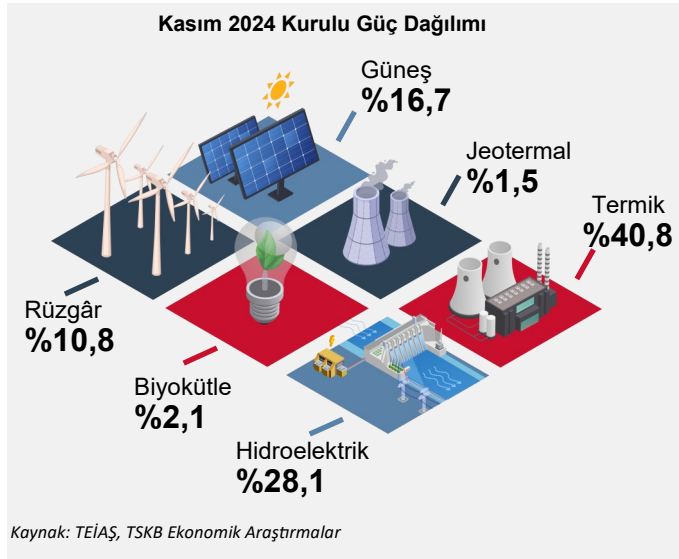 Kasım 2024 Kurulu Güç Dağılımı
Güneş
%16,7
Jeotermal
%1,5
Termik
%40,8
Rüzgâr
%10,8
Biyokütle
%2,1
Hidroelektrik
%28,1
Kaynak: TEİAŞ, TSKB Ekonomik Araştırmalar